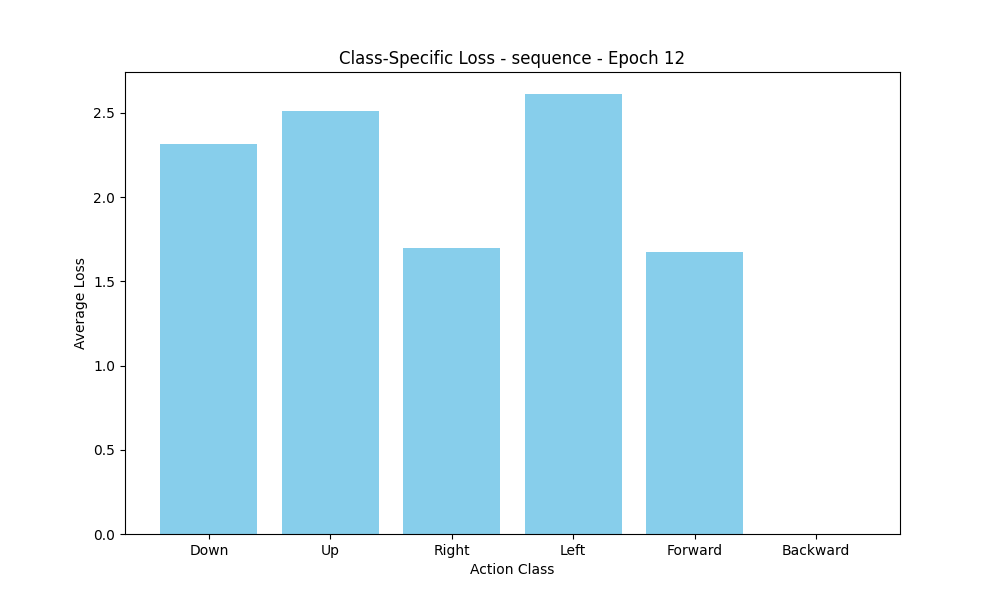 Class-Specific Loss - sequence - Epoch 12
Average Loss
2.5
2.0
1.5
1.0
0.5
0.0
Down Up Right Left Forward Backward
Action Class